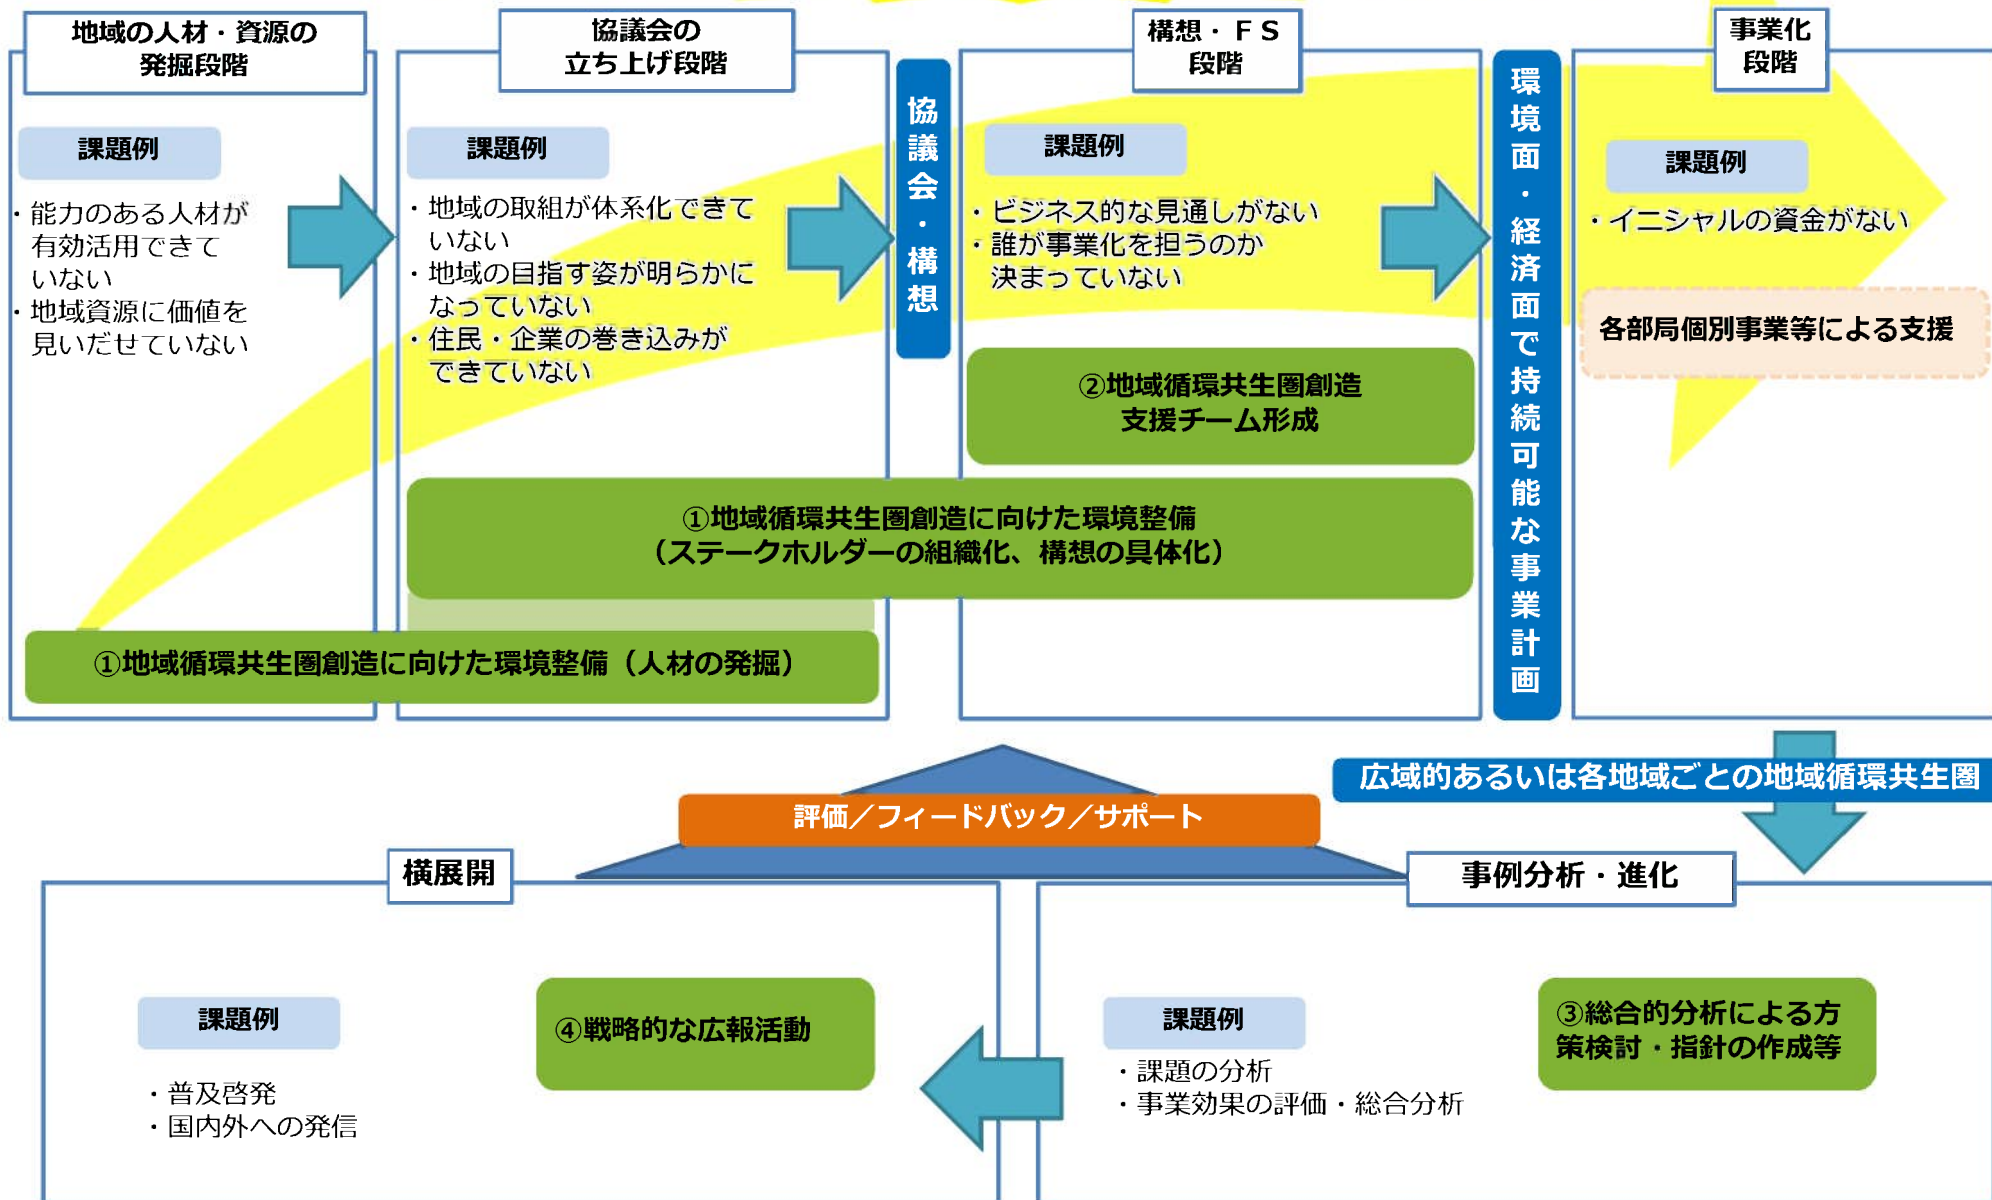 地域の人材・資源の
発掘段階
課題例
・能力のある人材が
有効活用できて
いない
・地域資源に価値を
見いだせていない
協議会の
立ち上げ段階
課題例
・地域の取組が体系化できて
いない
・地域の目指す姿が明らかに
なっていない
・住民・企業の巻き込みが
できていない
協議会・構想
構想・ＦＳ
段階
課題例
・ビジネス的な見通しがない
・誰が事業化を担うのか
決まっていない
②地域循環共生圏創造
支援チーム形成
①地域循環共生圏創造に向けた環境整備
（ステークホルダーの組織化、構想の具体化）
①地域循環共生圏創造に向けた環境整備（人材の発掘）
環境面・経済面で持続可能な事業計画
事業化
段階
課題例
・イニシャルの資金がない
各部局個別事業等による支援
広域的あるいは各地域ごとの地域循環共生圏
評価／フィードバック／サポート
横展開
課題例
・普及啓発
・国内外への発信
④戦略的な広報活動
事例分析・進化
課題例
・課題の分析
・事業効果の評価・総合分析
③総合的分析による方
策検討・指針の作成等